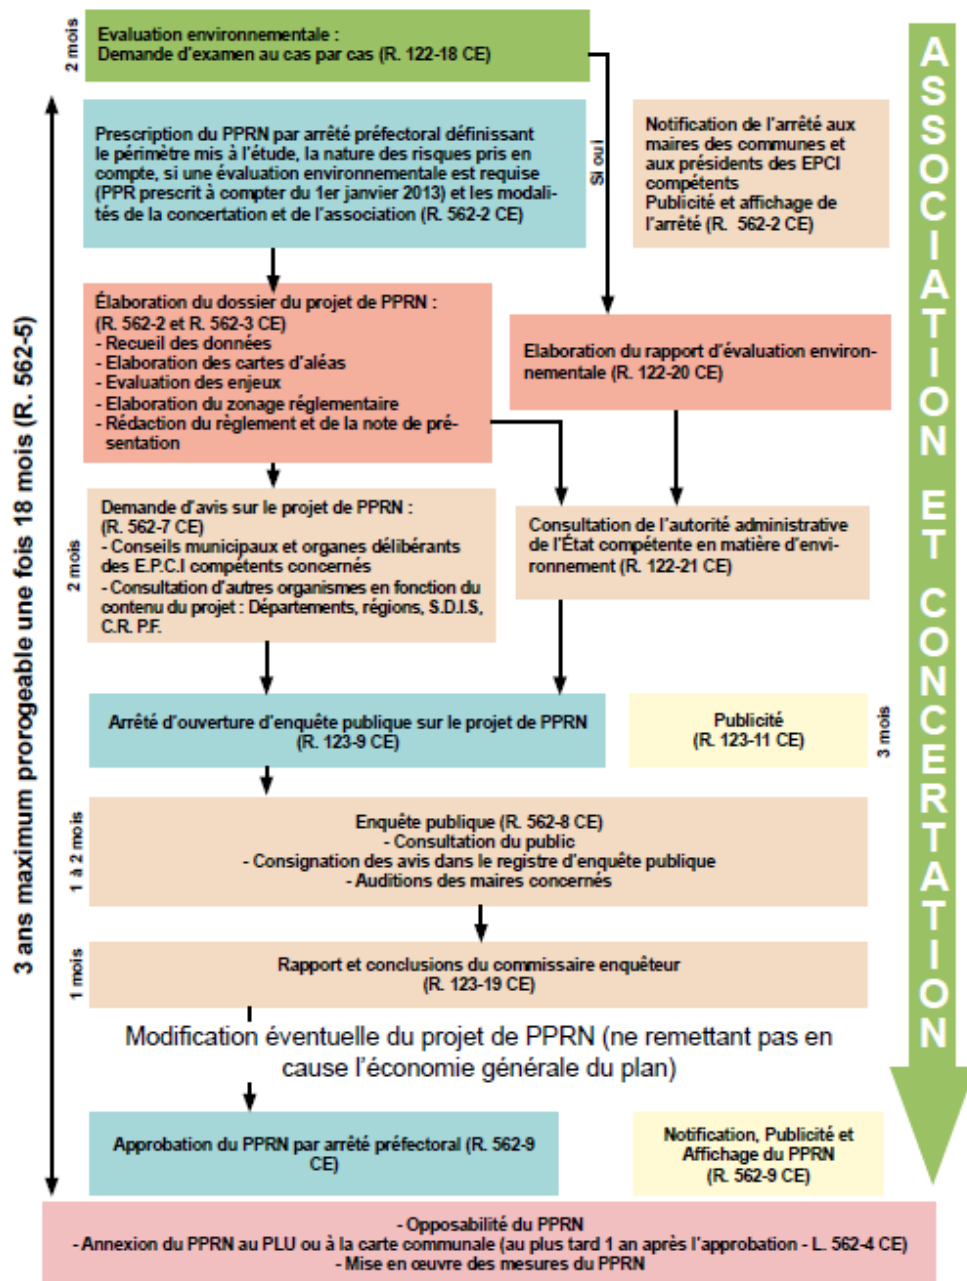 2 mois
Evaluation environnementale :
Demande d'examen au cas par cas (R. 122-18 CE)
3 ans maximum prorogeable une fois 18 mois (R. 562-5)
Prescription du PPRN par arrêté préfectoral définissant
le périmètre mis à l'étude, la nature des risques pris en
compte, si une évaluation environnementale est requise
(PPR prescrit à compter du 1er janvier 2013) et les modali-
tés de la concertation et de l'association (R. 562-2 CE)
Si oui
Notification de l'arrêté aux
maires des communes et
aux présidents des EPCI
compétents
Publicité et affichage de
l'arrêté (R. 562-2 CE)
Élaboration du dossier du projet de PPRN :
(R. 562-2 et R. 562-3 CE)
- Recueil des données
- Elaboration des cartes d'aléas
- Evaluation des enjeux
- Elaboration du zonage réglementaire
- Rédaction du règlement et de la note de pré-
sentation
Elaboration du rapport d'évaluation environ-
nementale (R. 122-20 CE)
2 mois
Demande d'avis sur le projet de PPRN :
(R. 562-7 CE)
- Conseils municipaux et organes délibérants
des E.P.C.I compétents concernés
- Consultation d'autres organismes en fonction du
contenu du projet : Départements, régions, S.D.I.S,
C.R. P.F.
Consultation de l'autorité administrative
de l'État compétente en matière d'envi-
ronnement (R. 122-21 CE)
Arrêté d'ouverture d'enquête publique sur le projet de PPRN
(R. 123-9 CE)
Publicité
(R. 123-11 CE)
3 mois
1 à 2 mois
Enquête publique (R. 562-8 CE)
- Consultation du public
- Consignation des avis dans le registre d'enquête publique
- Auditions des maires concernés
1 mois
Rapport et conclusions du commissaire enquêteur
(R. 123-19 CE)
Modification éventuelle du projet de PPRN (ne remettant pas en
cause l'économie générale du plan)
Approbation du PPRN par arrêté préfectoral (R. 562-9
CE)
Notification, Publicité et
Affichage du PPRN
(R. 562-9 CE)
- Opposabilité du PPRN
- Annexion du PPRN au PLU ou à la carte communale (au plus tard 1 an après l'approbation - L. 562-4 CE)
- Mise en œuvre des mesures du PPRN
ASSOCIATION ET CONCERTATION